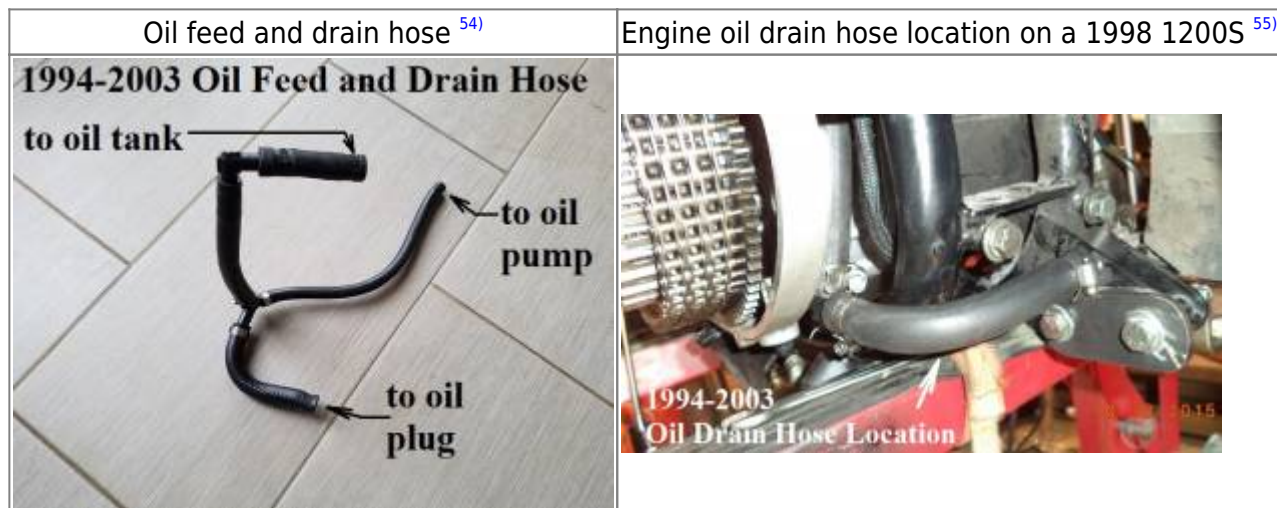 Oil feed and drain hose 54)
Engine oil drain hose location on a 1998 1200S 55)
1994-2003 Oil Feed and Drain Hose
to oil tank
to oil
pump
to oil
plug
1994-2003
Oil Drain Hose Location